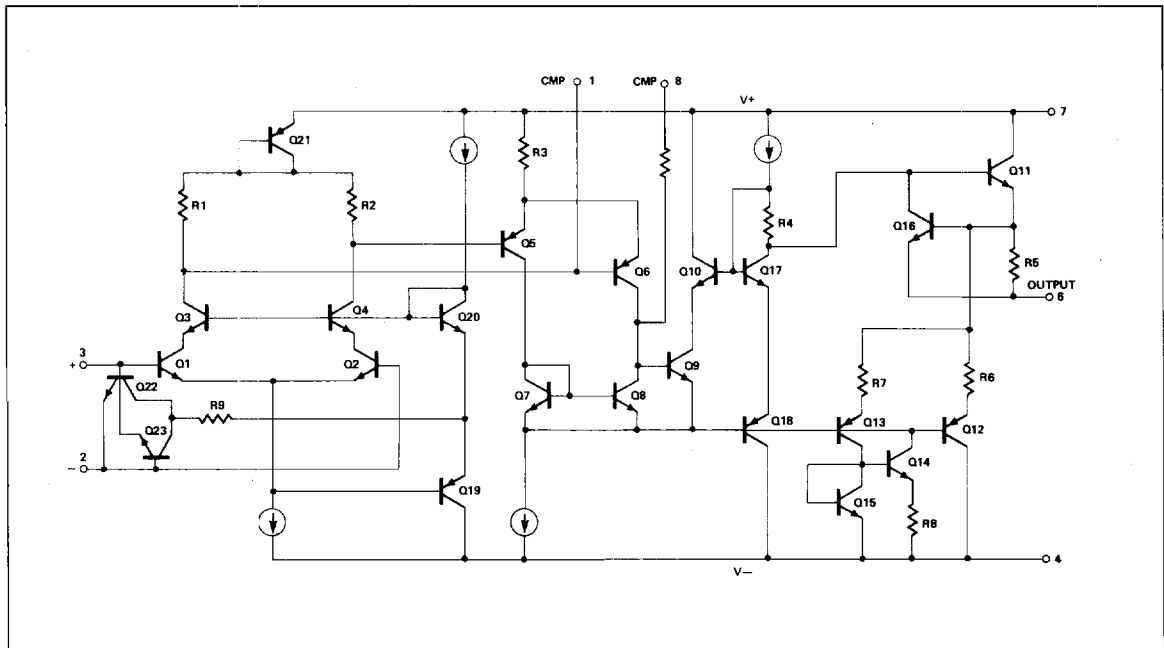 CMP 1
CMP 8
V+
7
Q21
R3
Q11
R1
R2
R4
Q16
Q5
Q6
Q10
Q17
R5
OUTPUT
6
Q3
Q4
Q20
3
+
Q1
Q2
Q22
R9
Q7
Q8
Q9
R7
R6
Q23
2
−
Q18
Q13
Q12
Q14
Q19
Q15
R8
V−
4